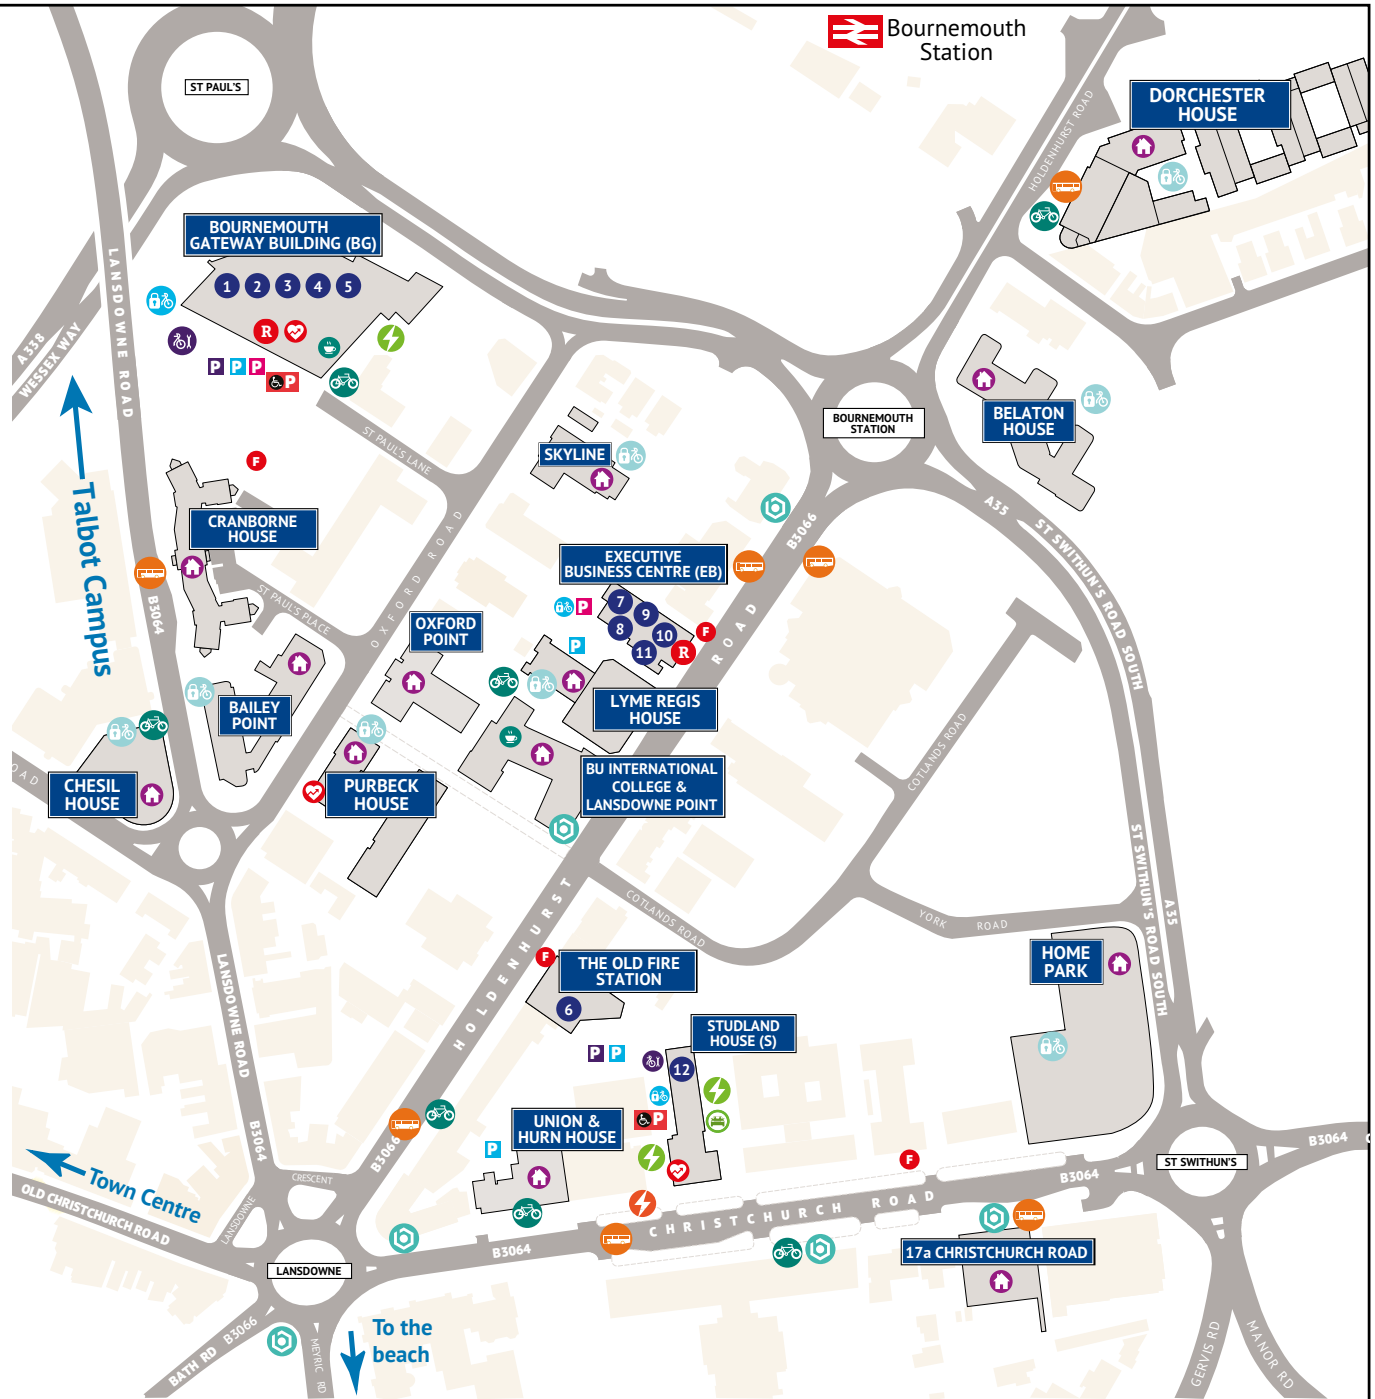 Bournemouth
Station
ST PAUL'S
DORCHESTER
HOUSE
HOLDENHURST ROAD
BOURNEMOUTH
GATEWAY BUILDING (BG)
1 2 3 4 5
R
P P P
P
LANSDOWNE ROAD
A338
WESSEX WAY
ST PAUL'S LANE
F
Talbot Campus
CRANBORNE
HOUSE
B3064
ST PAUL'S PLACE
OXFORD ROAD
SKYLINE
BOURNEMOUTH
STATION
BELATON
HOUSE
A35
ST SWITHUN'S ROAD SOUTH
B3066
EXECUTIVE
BUSINESS CENTRE (EB)
P
7
9
8
10
11
R
F
P
OXFORD
POINT
BAILEY
POINT
LYME REGIS
HOUSE
CHESIL
HOUSE
OAD
PURBECK
HOUSE
BU INTERNATIONAL
COLLEGE &
LANSDOWNE POINT
COTLANDS ROAD
ST SWITHUN'S ROAD SOUTH
A35
HOLDENHURST
ROAD
COTLANDS ROAD
YORK ROAD
LANSDOWNE ROAD
B3064
F
THE OLD FIRE
STATION
6
HOME
PARK
P P
STUDLAND
HOUSE (S)
12
P
UNION &
HURN HOUSE
P
B3066
F
CHRISTCHURCH ROAD
B3064
ST SWITHUN'S
B3064
C
Town Centre
OLD CHRISTCHURCH ROAD
LANSDOWNE
CRESCENT
LANSDOWNE
B3064
17a CHRISTCHURCH ROAD
To the
beach
BATH RD
B3066
MEYRIC RD
GERVIS RD
MANOR RD